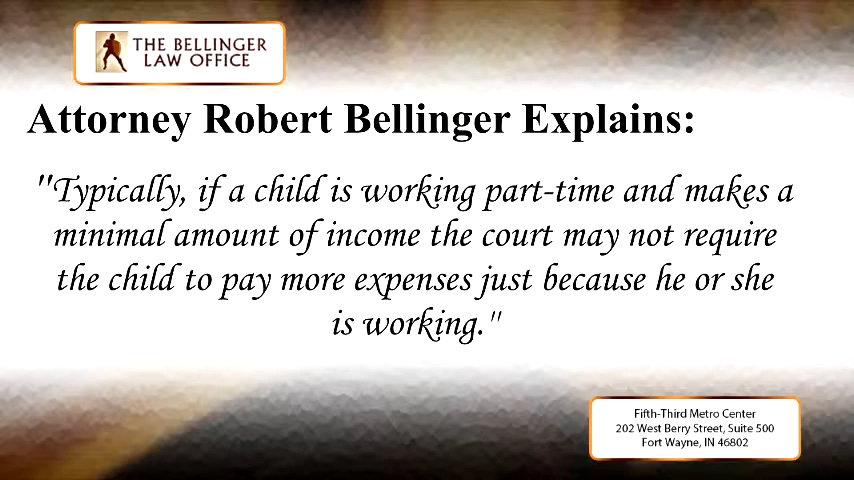 THE BELLINGER
LAW OFFICE
Attorney Robert Bellinger Explains:
"Typically, if a child is working part-time and makes a
minimal amount of income the court may not require
the child to pay more expenses just because he or she
is working."
Fifth-Third Metro Center
202 West Berry Street, Suite 500
Fort Wayne, IN 46802